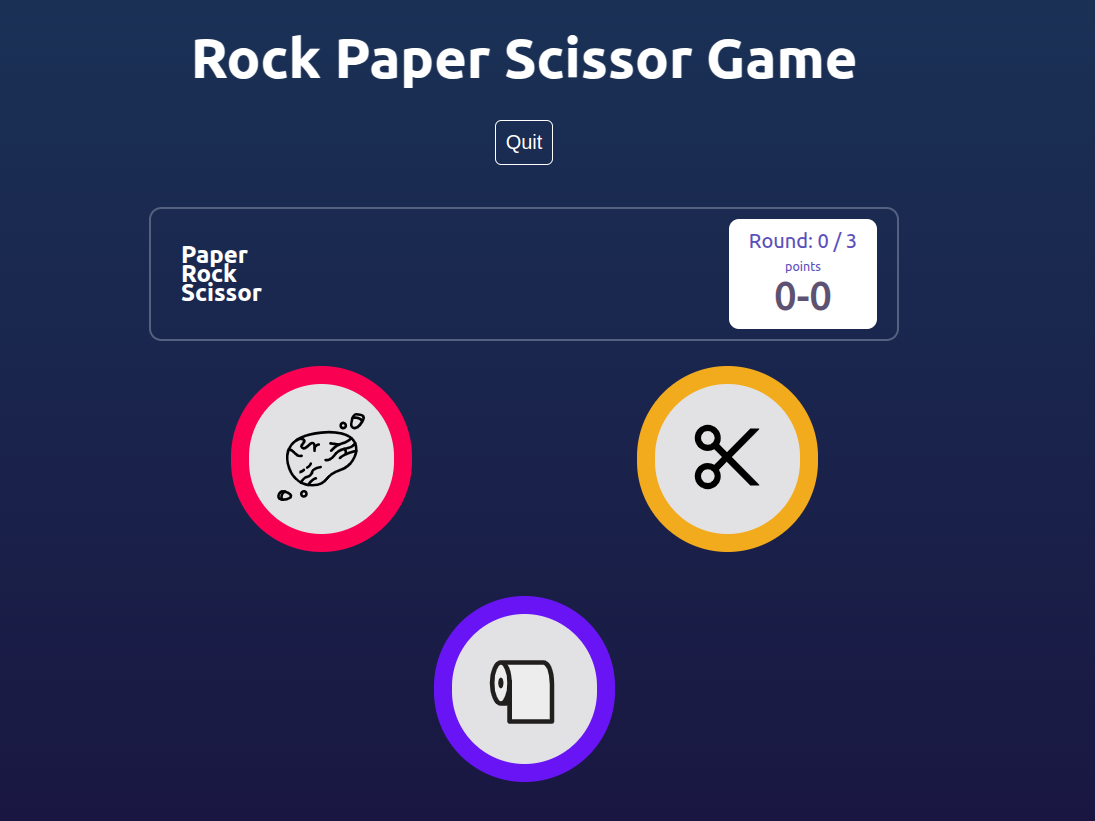 Rock Paper Scissor Game
Quit
Paper
Rock
Scissor
Round: 0 / 3
points
0-0